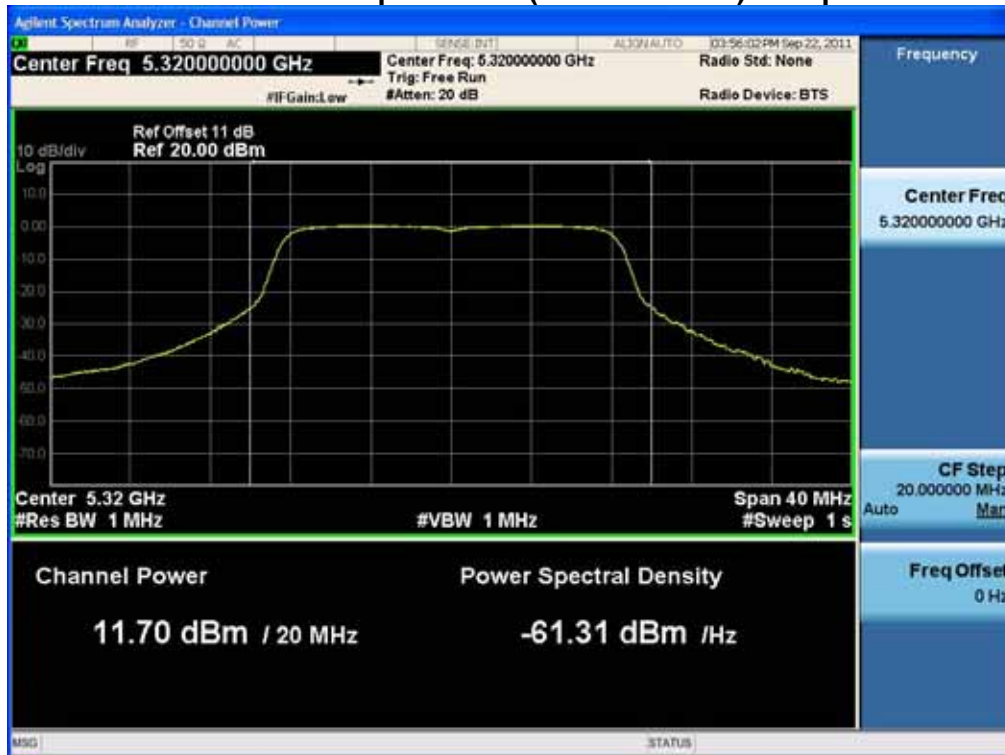 Agilent Spectrum Analyzer - Channel Power
RF 50 Ω AC SENSE:INT ALIGNAUTO 03:56:02 PM Sep 22, 2011
Center Freq 5.320000000 GHz
Center Freq: 5.320000000 GHz
Radio Std: None
Trig: Free Run
#IFGain:Low
#Atten: 20 dB
Radio Device: BTS
Ref Offset 11 dB
10 dB/div Ref 20.00 dBm
Log
10.0
0.00
-10.0
-20.0
-30.0
-40.0
-50.0
-60.0
-70.0
Center 5.32 GHz
Span 40 MHz
#Res BW 1 MHz
#VBW 1 MHz
#Sweep 1 s
Channel Power
Power Spectral Density
11.70 dBm / 20 MHz
-61.31 dBm /Hz
MSG
STATUS
Frequency
Center Freq
5.320000000 GHz
CF Step
20.000000 MHz
Auto Man
Freq Offset
0 Hz